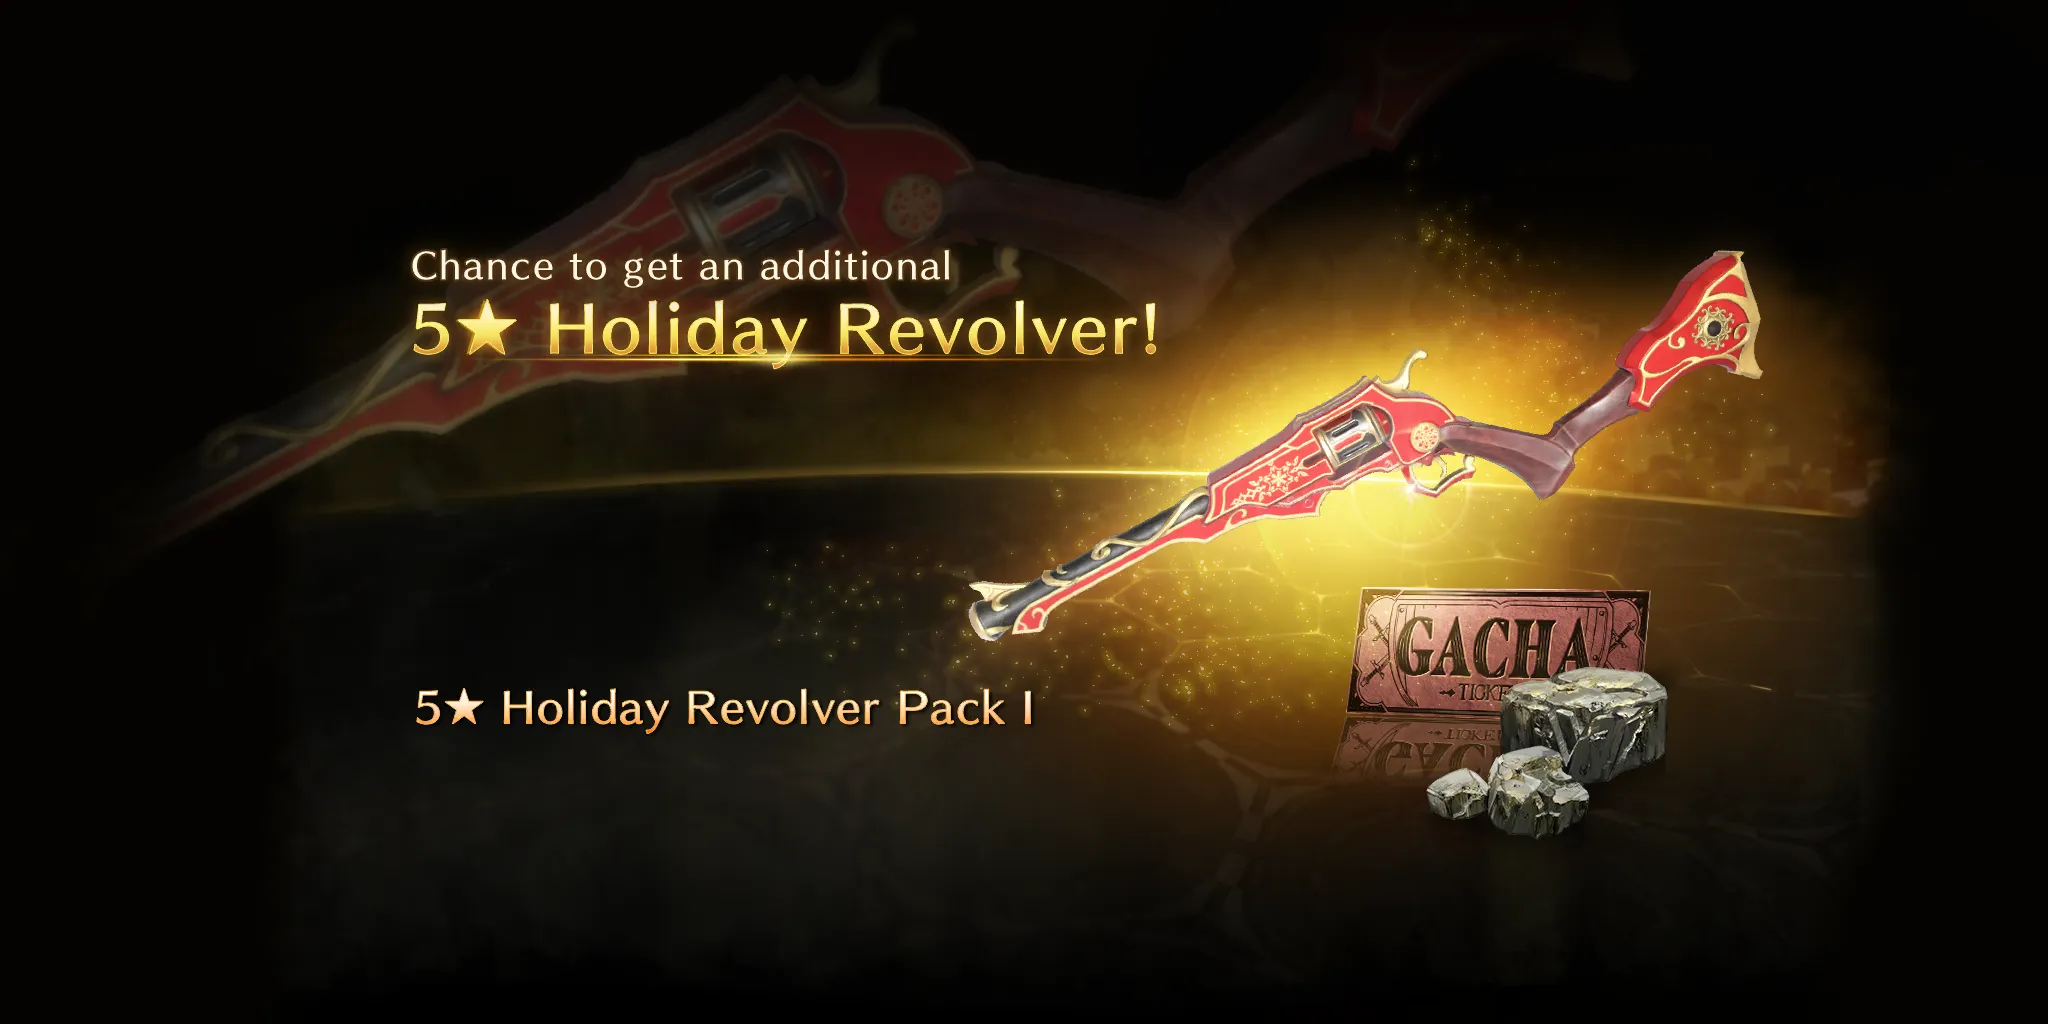 Chance to get an additional
5★ Holiday Revolver!
GACHA
5★ Holiday Revolver Pack I